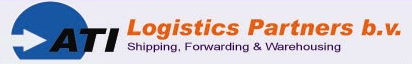 ATI Logistics Partners b.v.
Shipping, Forwarding & Warehousing